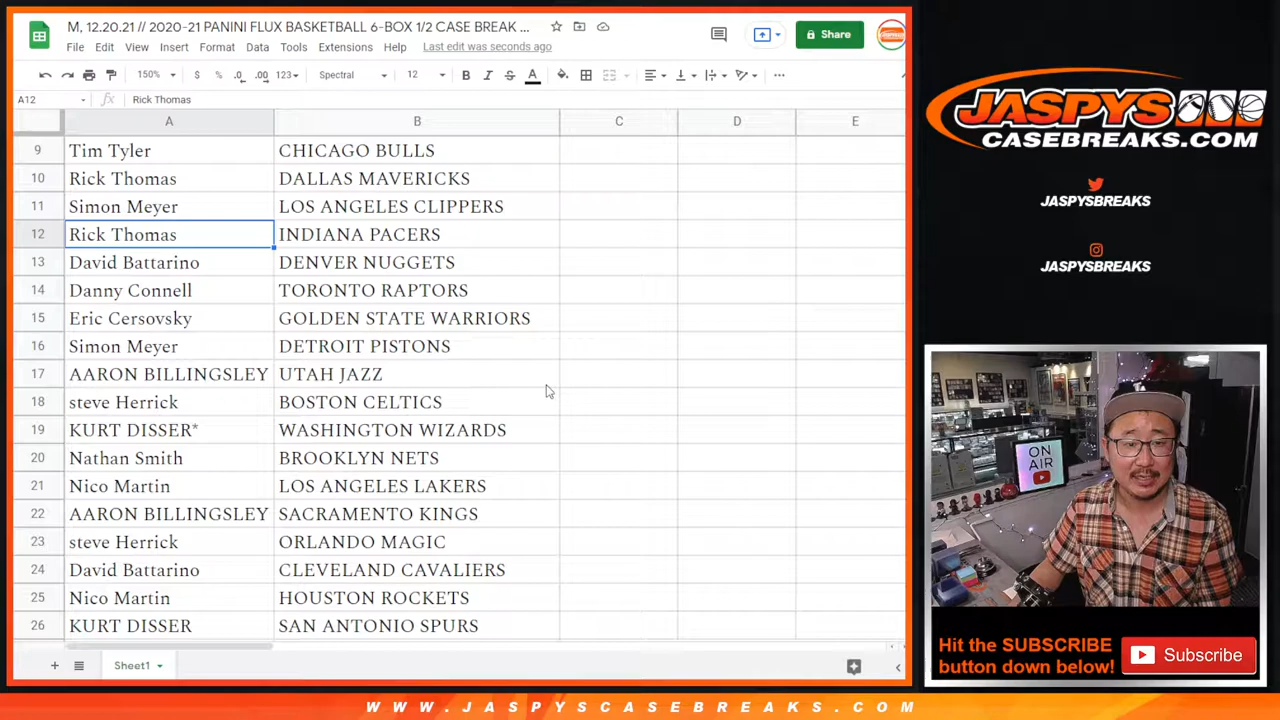 M, 12.20.21 // 2020-21 PANINI FLUX BASKETBALL 6-BOX 1/2 CASE BREAK ...
File Edit View Insert Format Data Tools Extensions Help Last edit was seconds ago
Share
150% $ % .0 .00 123 Spectral 12 B I S A
A12 fx Rick Thomas
A B C D E
9 Tim Tyler CHICAGO BULLS
10 Rick Thomas DALLAS MAVERICKS
11 Simon Meyer LOS ANGELES CLIPPERS
12 Rick Thomas INDIANA PACERS
13 David Battarino DENVER NUGGETS
14 Danny Connell TORONTO RAPTORS
15 Eric Cersovsky GOLDEN STATE WARRIORS
16 Simon Meyer DETROIT PISTONS
17 AARON BILLINGSLEY UTAH JAZZ
18 steve Herrick BOSTON CELTICS
19 KURT DISSER* WASHINGTON WIZARDS
20 Nathan Smith BROOKLYN NETS
21 Nico Martin LOS ANGELES LAKERS
22 AARON BILLINGSLEY SACRAMENTO KINGS
23 steve Herrick ORLANDO MAGIC
24 David Battarino CLEVELAND CAVALIERS
25 Nico Martin HOUSTON ROCKETS
26 KURT DISSER SAN ANTONIO SPURS
Sheet1
JASPYS
CASEBREAKS.COM
JASPYSBREAKS
JASPYSBREAKS
ON
AIR
Hit the SUBSCRIBE
button down below!
Subscribe
WWW.JASPYSCASEBREAKS.COM